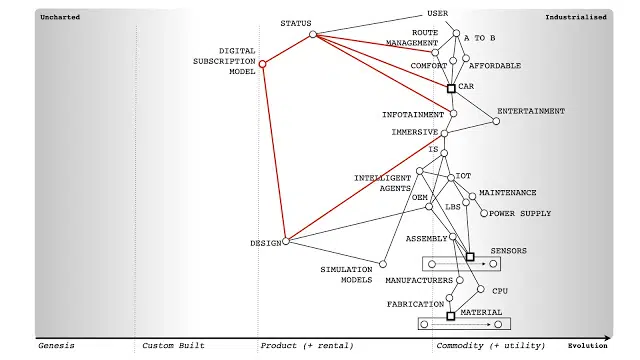 Uncharted
Industrialised
USER
STATUS
ROUTE
MANAGEMENT
A TO B
DIGITAL
SUBSCRIPTION
MODEL
COMFORT
AFFORDABLE
CAR
INFOTAINMENT
ENTERTAINMENT
IMMERSIVE
IS
INTELLIGENT
AGENTS
IOT
OEM
MAINTENANCE
LBS
POWER SUPPLY
DESIGN
ASSEMBLY
SENSORS
SIMULATION
MODELS
MANUFACTURERS
CPU
FABRICATION
MATERIAL
Genesis
Custom Built
Product (+ rental)
Commodity (+ utility)
Evolution